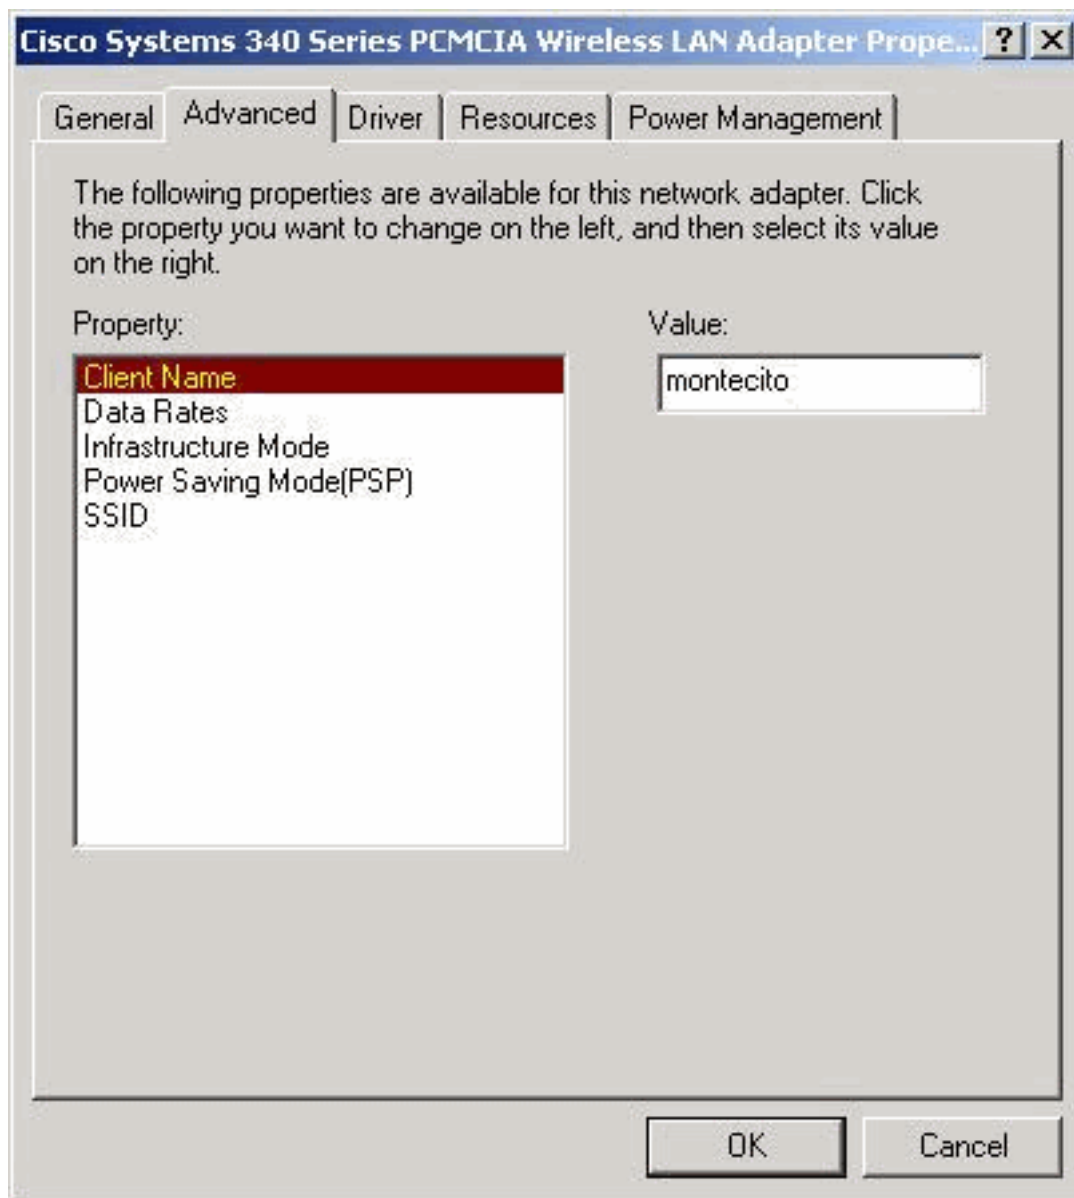 Cisco Systems 340 Series PCMCIA Wireless LAN Adapter Prope... ? X
General Advanced Driver Resources Power Management
The following properties are available for this network adapter. Click
the property you want to change on the left, and then select its value
on the right.
Property:
Value:
Client Name
montecito
Data Rates
Infrastructure Mode
Power Saving Mode(PSP)
SSID
OK Cancel